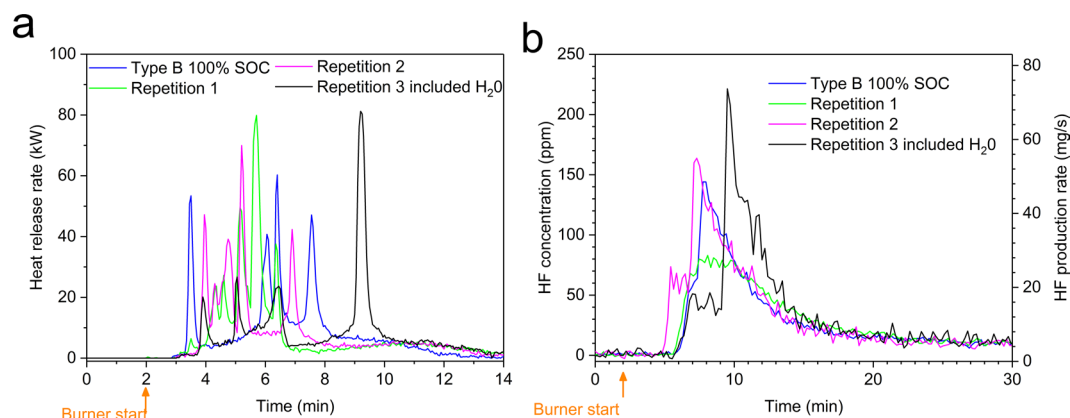 a
100
80
60
40
20
0
Heat release rate (kW)
Type B 100% SOC
Repetition 1
Repetition 2
Repetition 3 included H₂0
0 2 4 6 8 10 12 14
Burner start
Time (min)
b
250
200
150
100
50
0
HF concentration (ppm)
Type B 100% SOC
Repetition 1
Repetition 2
Repetition 3 included H₂0
80
60
40
20
0
HF production rate (mg/s)
0 10 20 30
Burner start
Time (min)